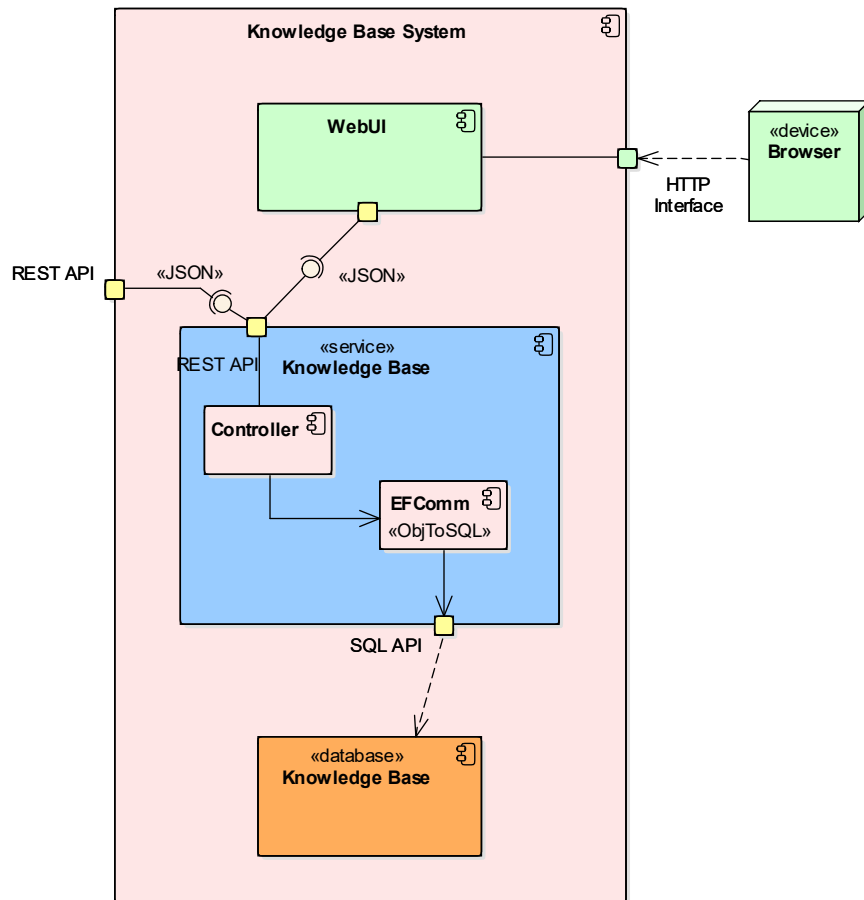 Knowledge Base System
WebUI
«device»
Browser
HTTP
Interface
REST API
«JSON»
«JSON»
«service»
Knowledge Base
REST API
Controller
EFComm
«ObjToSQL»
SQL API
«database»
Knowledge Base